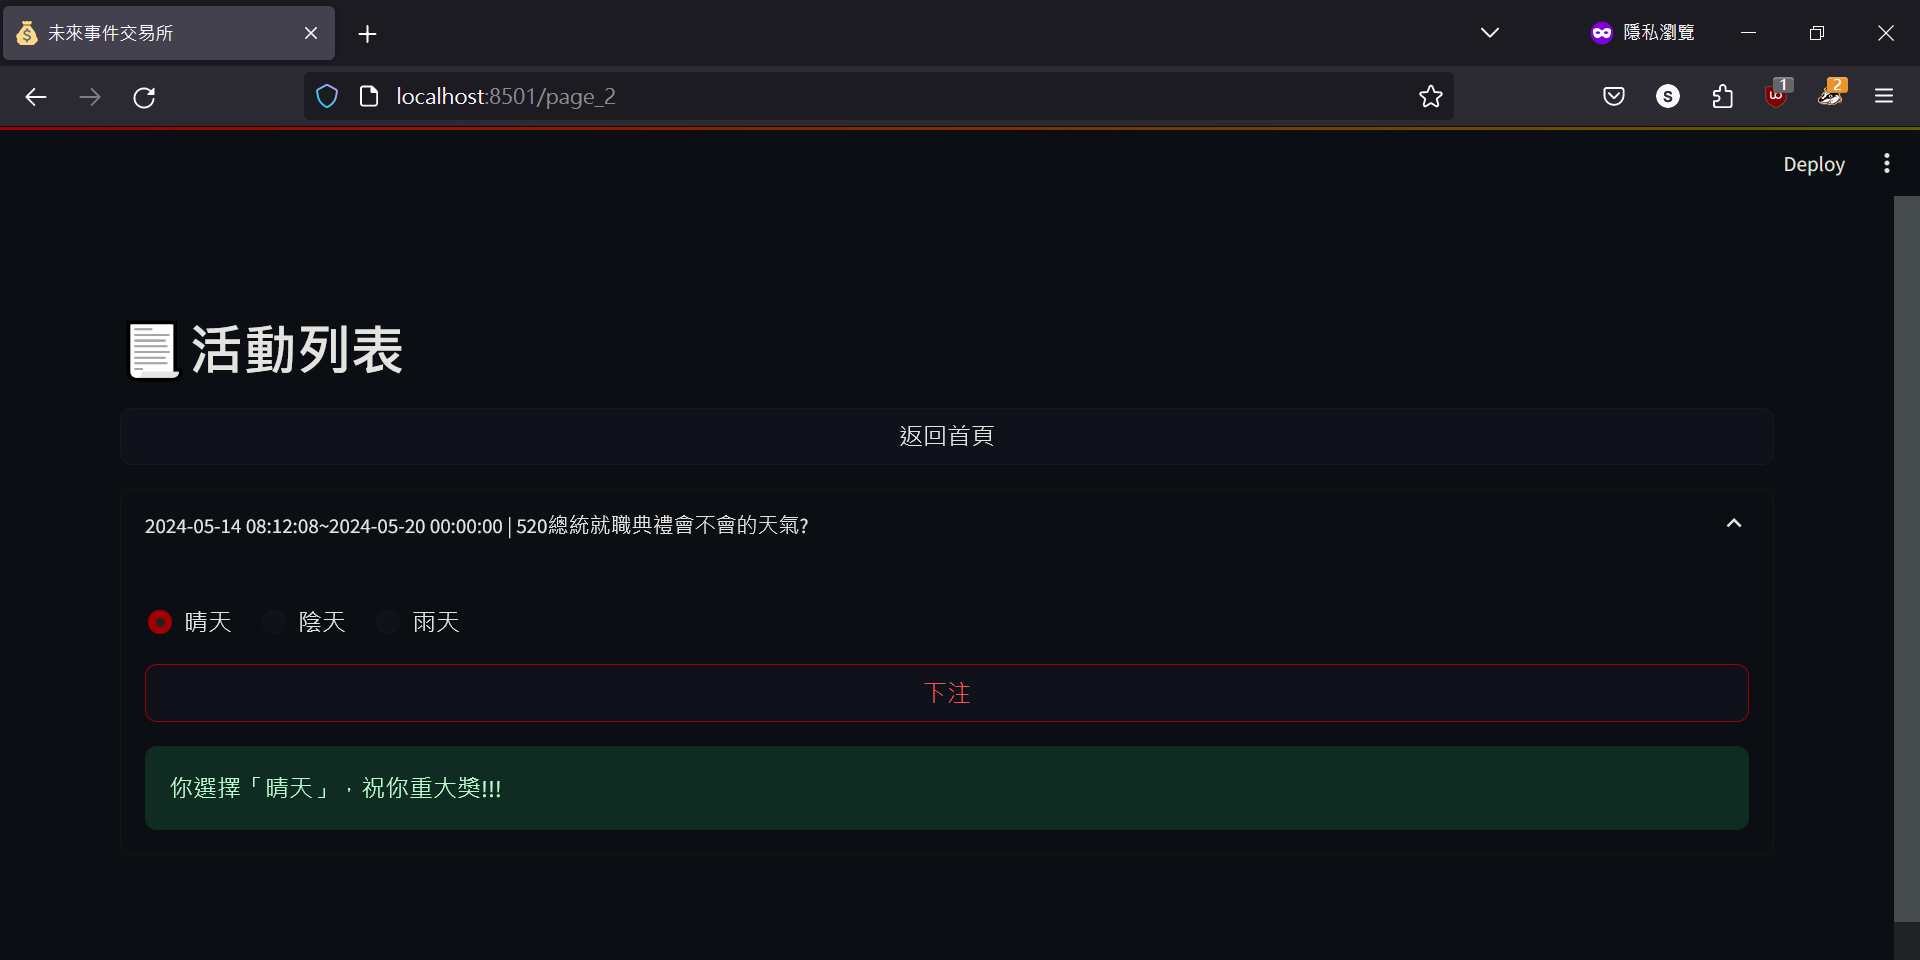 未來事件交易所
隱私瀏覽
localhost:8501/page_2
S
1
2
Deploy
活動列表
返回首頁
2024-05-14 08:12:08~2024-05-20 00:00:00 | 520總統就職典禮會不會的天氣?
晴天 陰天 雨天
下注
你選擇「晴天」，祝你重大獎!!!